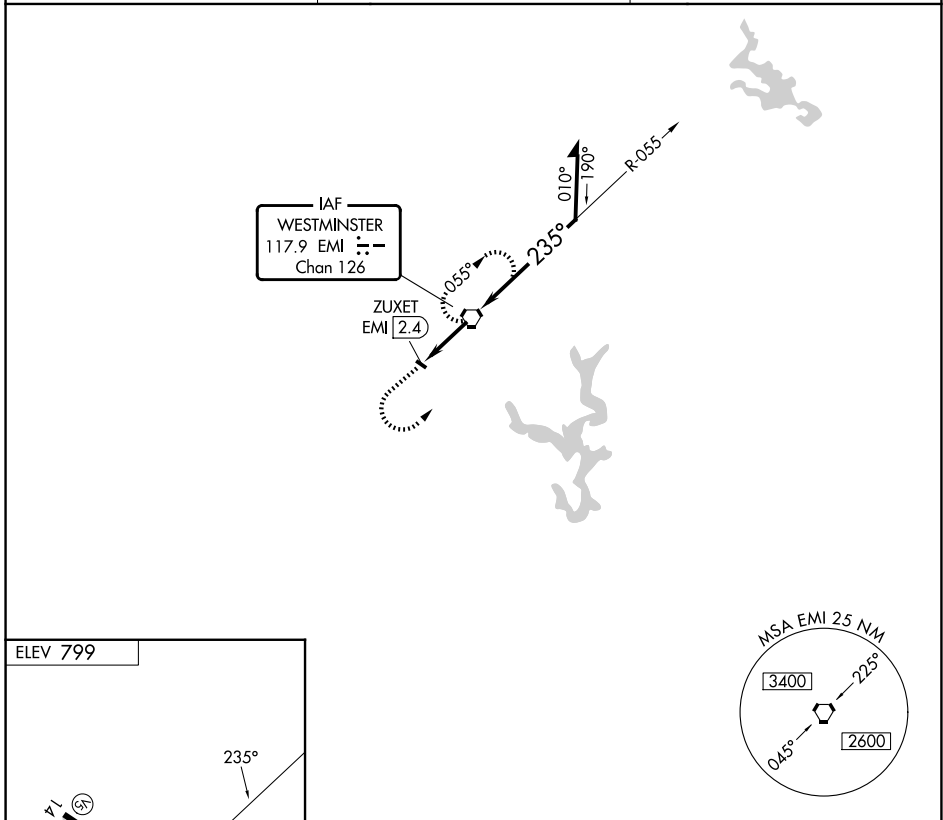 R-055
010°
190°
IAF
WESTMINSTER
117.9 EMI
Chan 126
235°
055°
ZUXET
EMI 2.4
MSA EMI 25 NM
3400
225°
045°
2600
ELEV 799
235°
14
V5